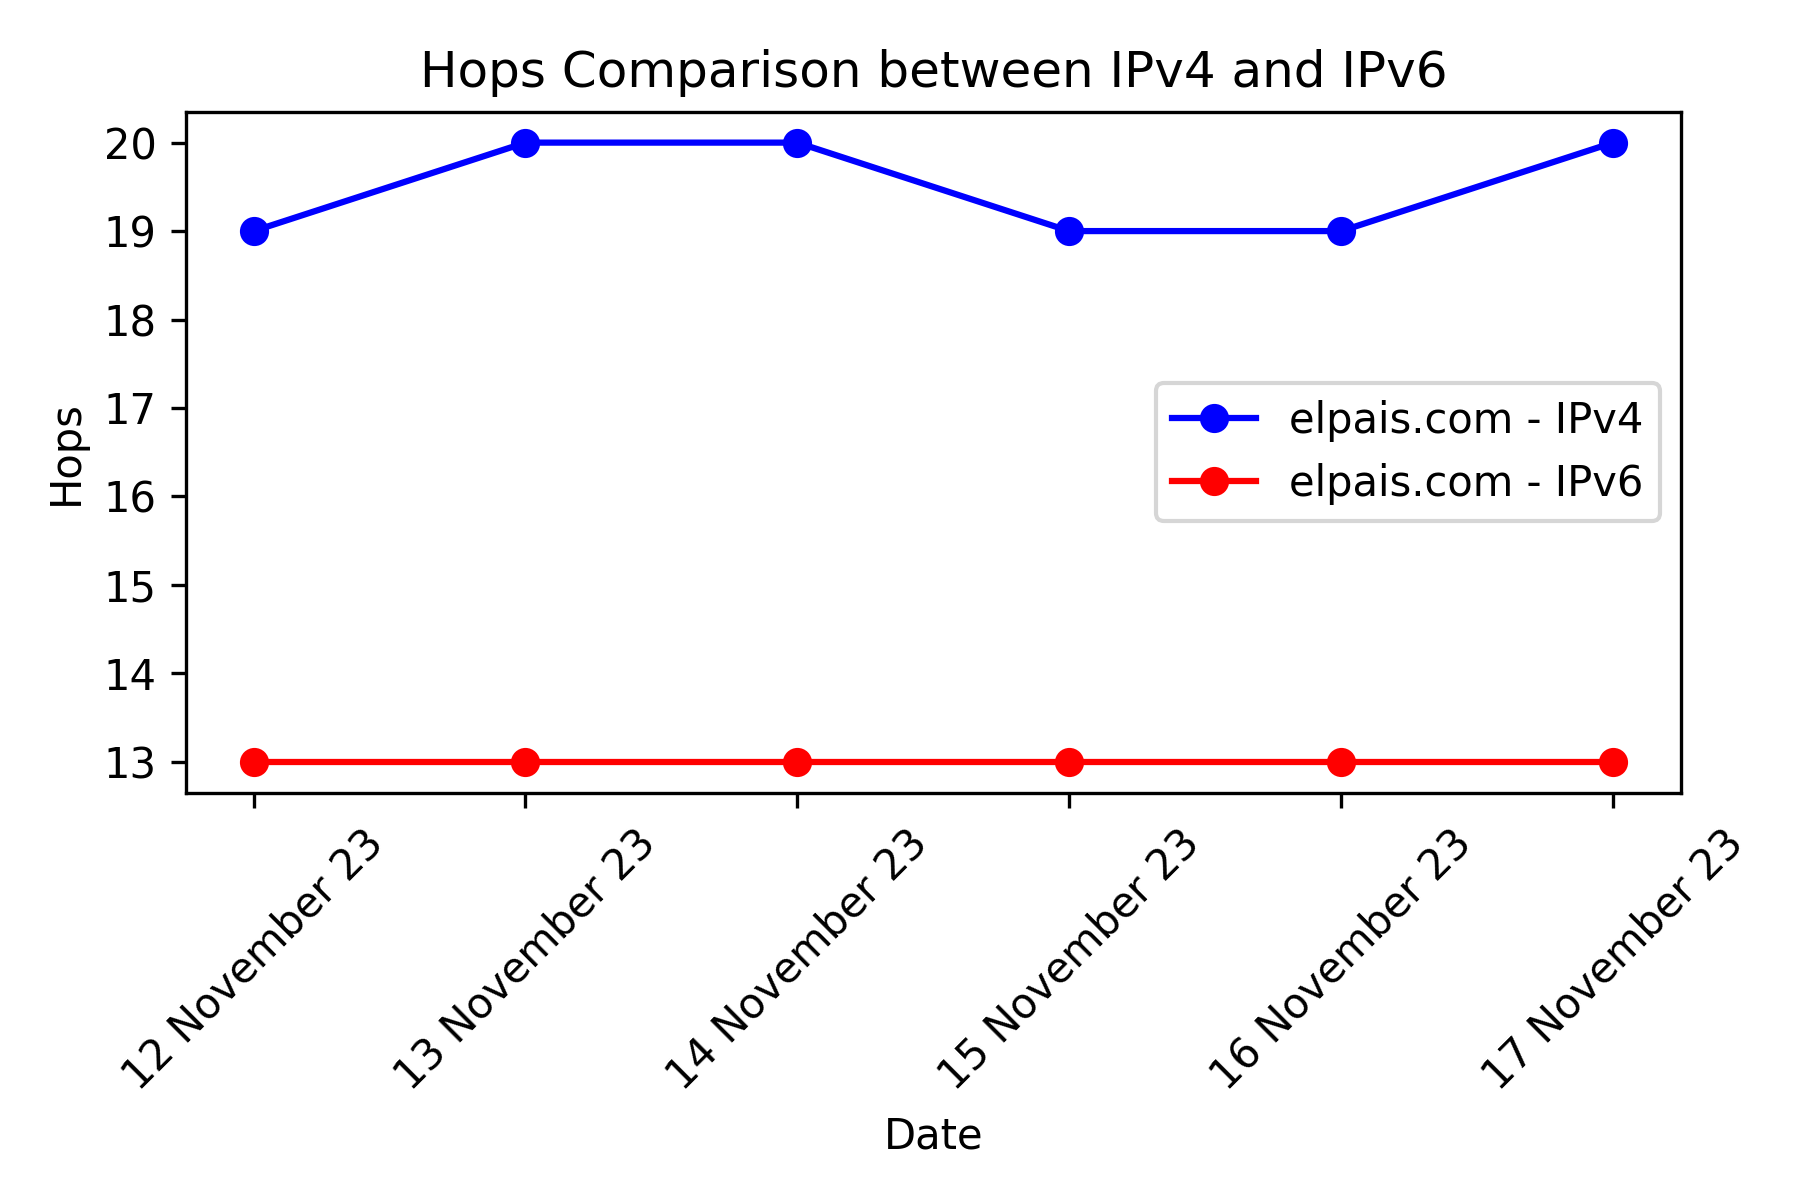 Hops Comparison between IPv4 and IPv6
Hops
20
19
18
17
16
15
14
13
elpais.com - IPv4
elpais.com - IPv6
12 November 23
13 November 23
14 November 23
15 November 23
16 November 23
17 November 23
Date